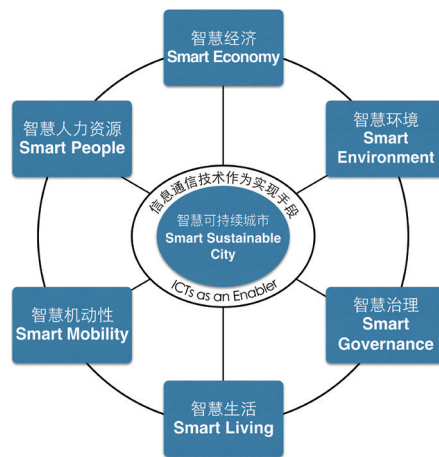 智慧经济
Smart Economy
智慧人力资源
Smart People
智慧环境
Smart
Environment
信息通信技术作为实现手段
智慧可持续城市
Smart Sustainable
City
ICTs as an Enabler
智慧机动性
Smart Mobility
智慧治理
Smart
Governance
智慧生活
Smart Living